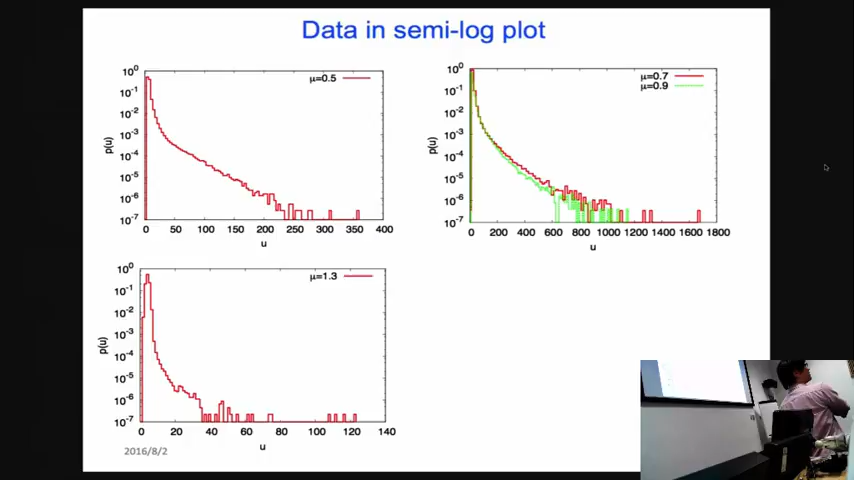 Data in semi-log plot
10^0
10^-1
10^-2
10^-3
10^-4
10^-5
10^-6
10^-7
p(u)
μ=0.5
0 50 100 150 200 250 300 350 400
u
10^0
10^-1
10^-2
10^-3
10^-4
10^-5
10^-6
10^-7
p(u)
μ=0.7
μ=0.9
0 200 400 600 800 1000 1200 1400 1600 1800
u
10^0
10^-1
10^-2
10^-3
10^-4
10^-5
10^-6
10^-7
p(u)
μ=1.3
0 20 40 60 80 100 120 140
u
2016/8/2